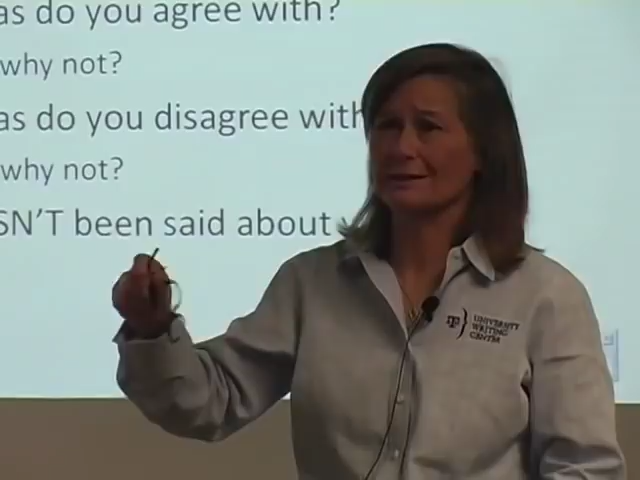 as do you agree with?
why not?
as do you disagree with
why not?
SN'T been said about
UNIVERSITY
WRITING
CENTER